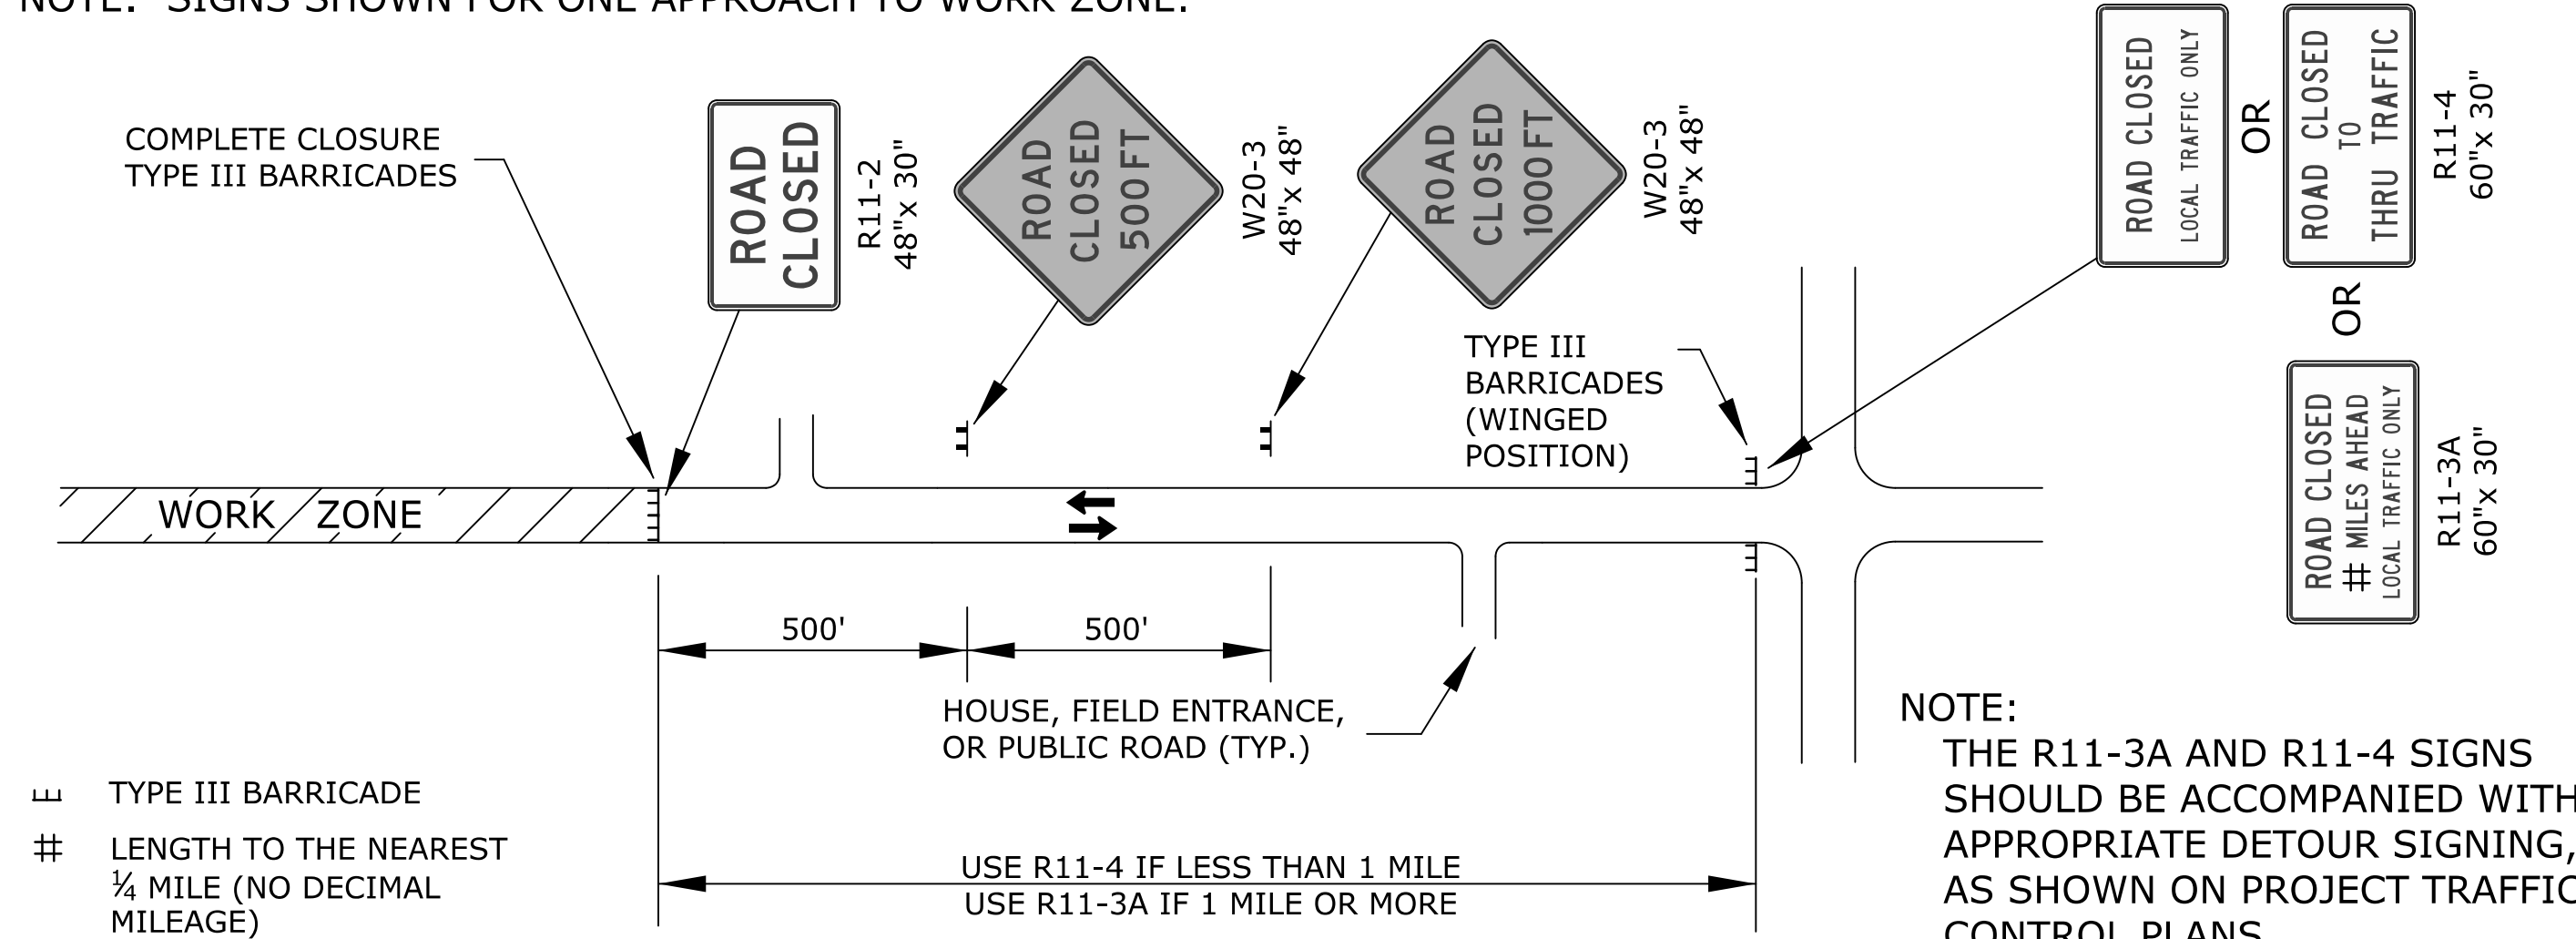 NOTE: SIGNS SHOWN FOR ONE APPROACH TO WORK ZONE.
COMPLETE CLOSURE
TYPE III BARRICADES
ROAD
CLOSED
R11-2
48"x 30"
ROAD
CLOSED
500 FT
W20-3
48"x 48"
ROAD
CLOSED
1000 FT
W20-3
48"x 48"
ROAD CLOSED
LOCAL TRAFFIC ONLY
OR
ROAD CLOSED
TO
THRU TRAFFIC
R11-4
60"x 30"
OR
ROAD CLOSED
# MILES AHEAD
LOCAL TRAFFIC ONLY
R11-3A
60"x 30"
TYPE III
BARRICADES
(WINGED
POSITION)
WORK ZONE
500'
500'
HOUSE, FIELD ENTRANCE,
OR PUBLIC ROAD (TYP.)
TYPE III BARRICADE
# LENGTH TO THE NEAREST
¼ MILE (NO DECIMAL
MILEAGE)
USE R11-4 IF LESS THAN 1 MILE
USE R11-3A IF 1 MILE OR MORE
NOTE:
THE R11-3A AND R11-4 SIGNS
SHOULD BE ACCOMPANIED WITH
APPROPRIATE DETOUR SIGNING,
AS SHOWN ON PROJECT TRAFFIC
CONTROL PLANS